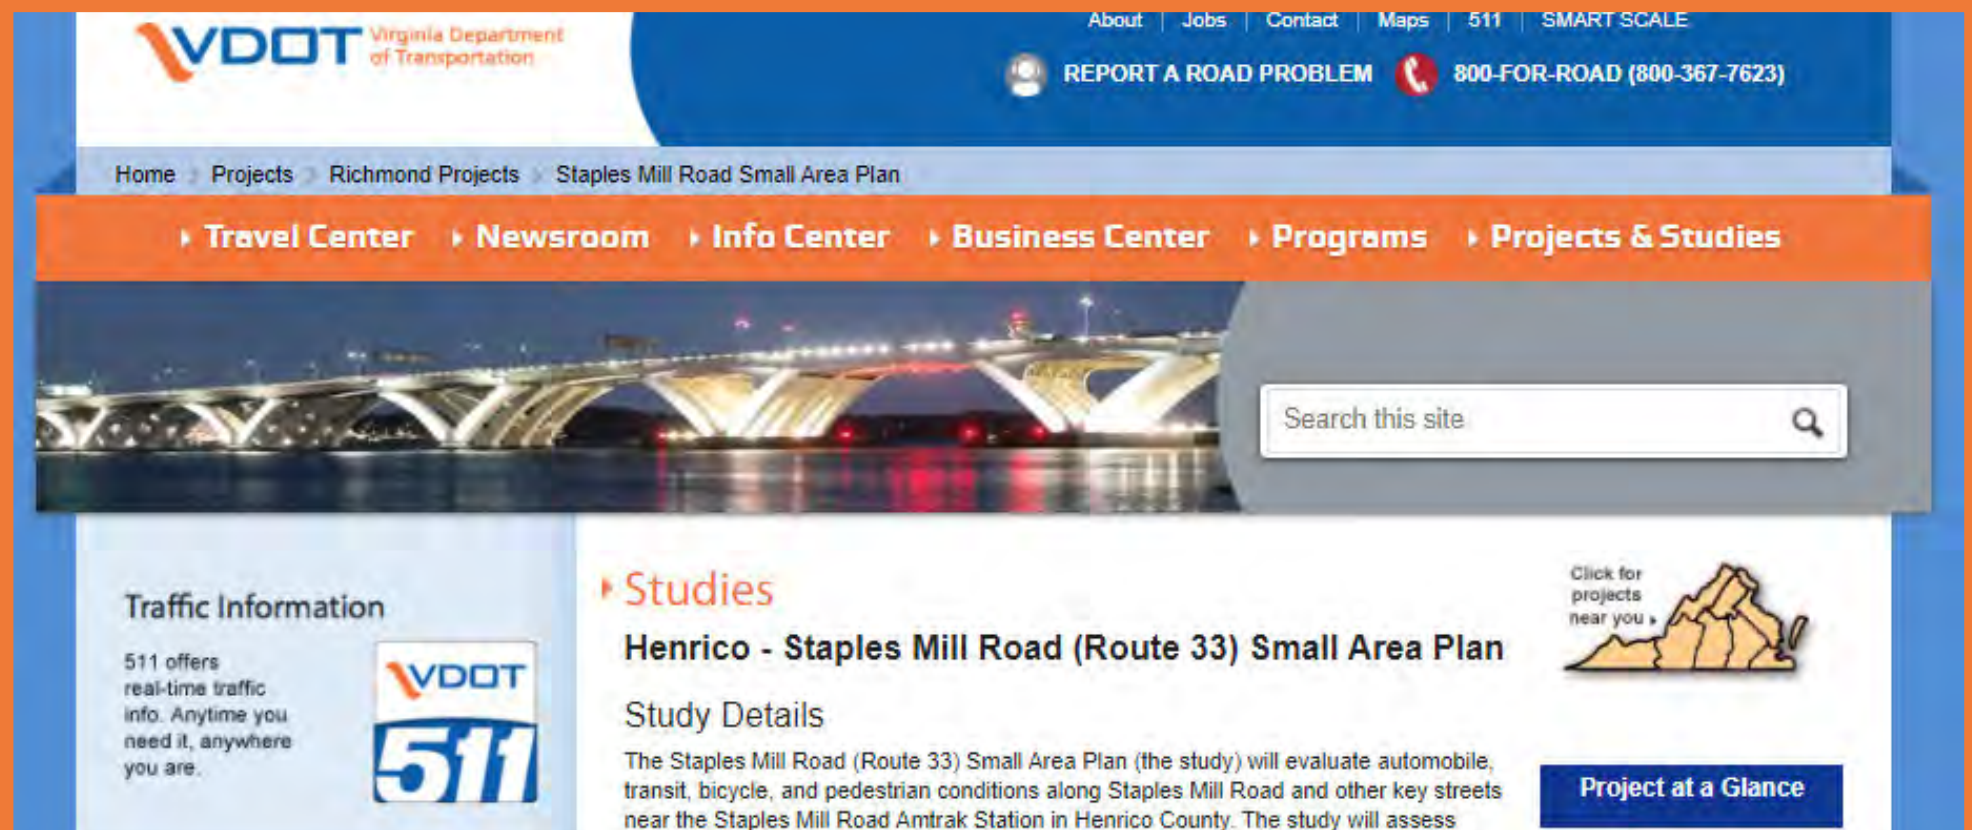 VDOT Virginia Department
of Transportation
About | Jobs | Contact | Maps | 511 | SMART SCALE
REPORT A ROAD PROBLEM 800-FOR-ROAD (800-367-7623)
Home Projects Richmond Projects Staples Mill Road Small Area Plan
Travel Center Newsroom Info Center Business Center Programs Projects & Studies
Search this site
Traffic Information
511 offers
real-time traffic
info. Anytime you
need it, anywhere
you are.
VDOT
511
Studies
Henrico - Staples Mill Road (Route 33) Small Area Plan
Study Details
The Staples Mill Road (Route 33) Small Area Plan (the study) will evaluate automobile,
transit, bicycle, and pedestrian conditions along Staples Mill Road and other key streets
near the Staples Mill Road Amtrak Station in Henrico County. The study will assess
Click for
projects
near you
Project at a Glance